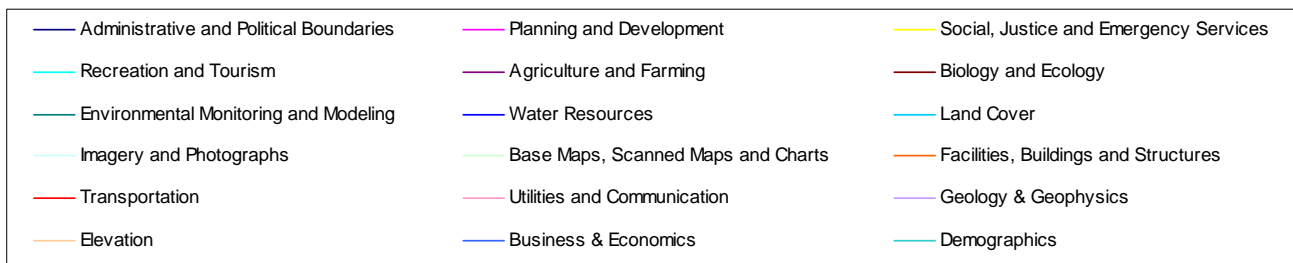 Administrative and Political Boundaries
Planning and Development
Social, Justice and Emergency Services
Recreation and Tourism
Agriculture and Farming
Biology and Ecology
Environmental Monitoring and Modeling
Water Resources
Land Cover
Imagery and Photographs
Base Maps, Scanned Maps and Charts
Facilities, Buildings and Structures
Transportation
Utilities and Communication
Geology & Geophysics
Elevation
Business & Economics
Demographics